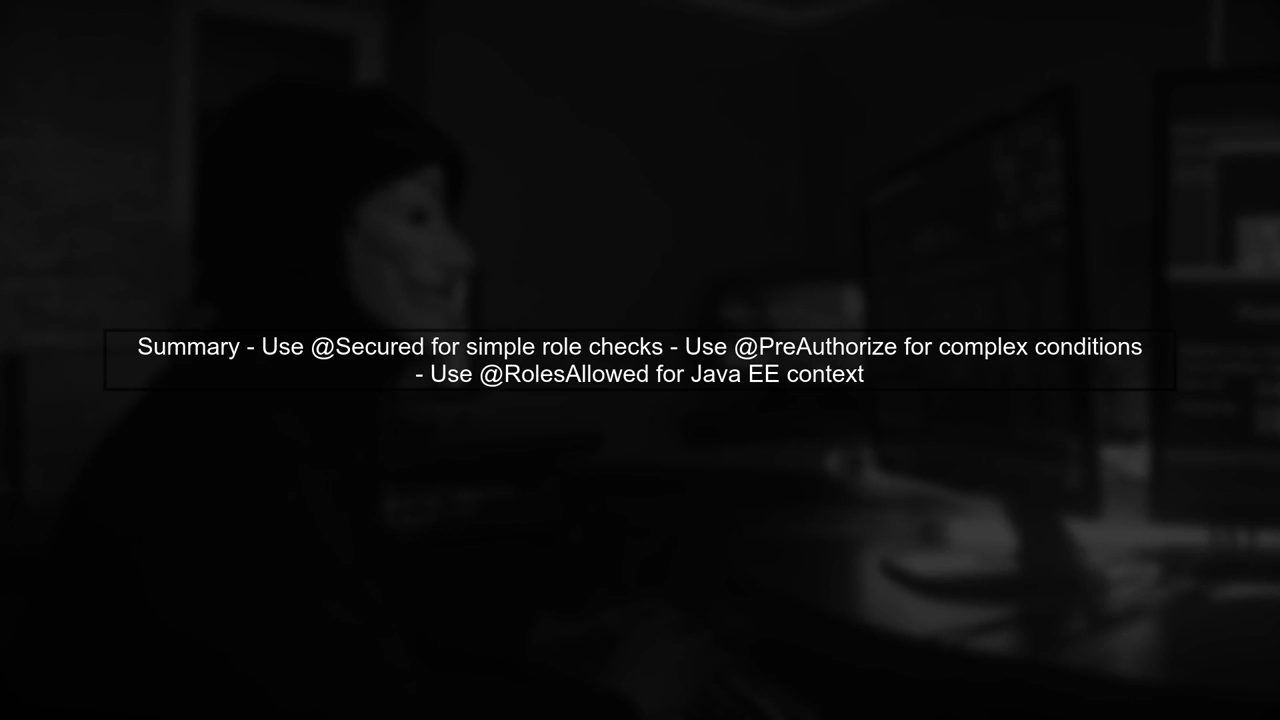 Summary - Use @Secured for simple role checks - Use @PreAuthorize for complex conditions
- Use @RolesAllowed for Java EE context